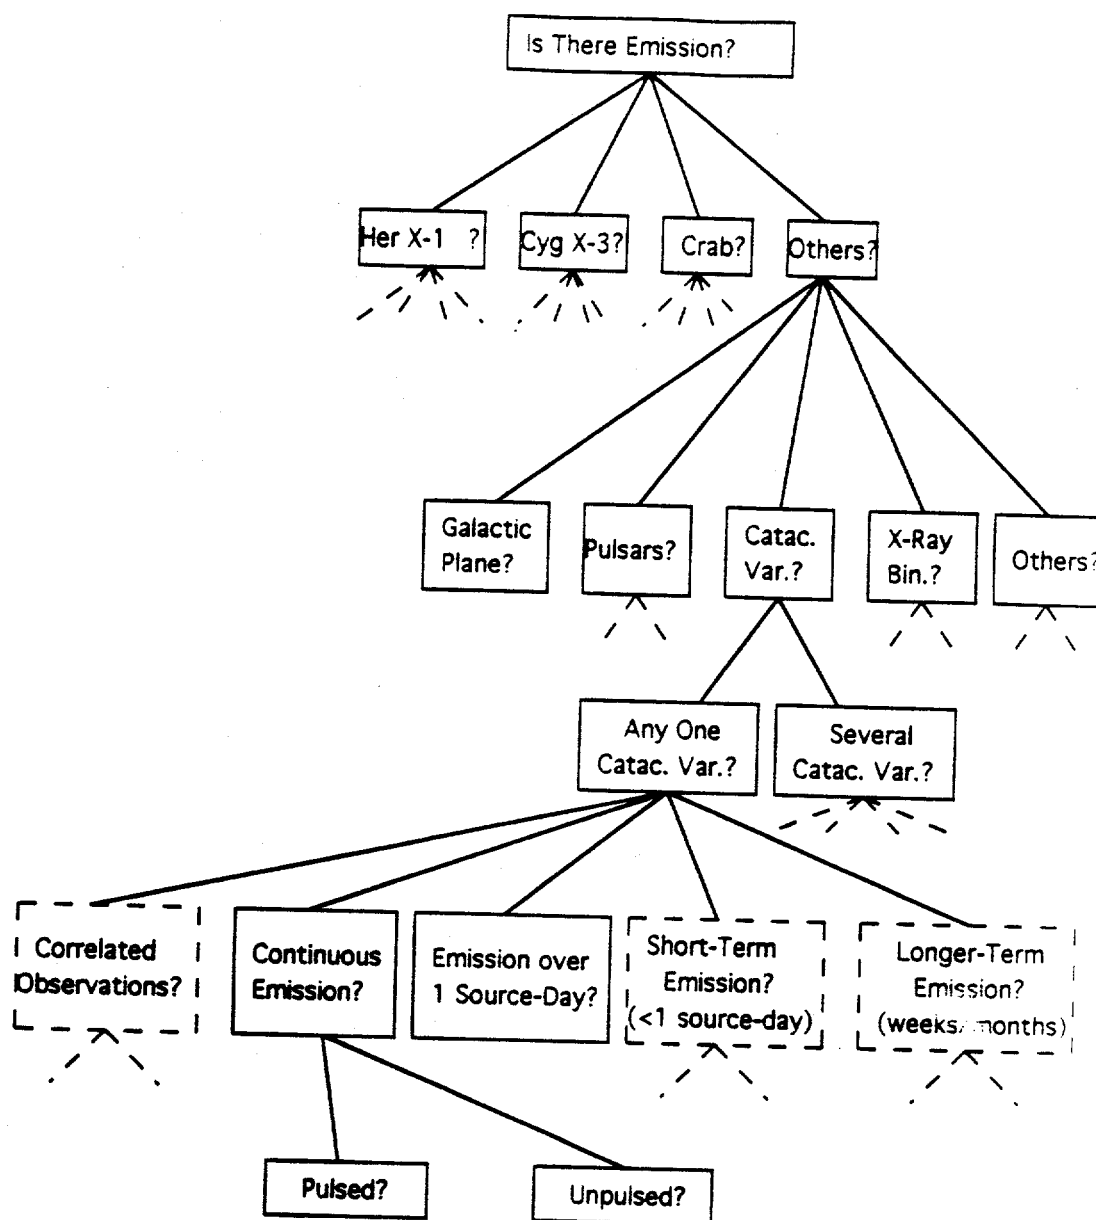 Is There Emission?
Her X-1 ?
Cyg X-3?
Crab?
Others?
Galactic
Plane?
Pulsars?
Catac.
Var.?
X-Ray
Bin.?
Others?
Any One
Catac. Var.?
Several
Catac. Var.?
Correlated
Observations?
Continuous
Emission?
Emission over
1 Source-Day?
Short-Term
Emission?
(<1 source-day)
Longer-Term
Emission?
(weeks/months)
Pulsed?
Unpulsed?